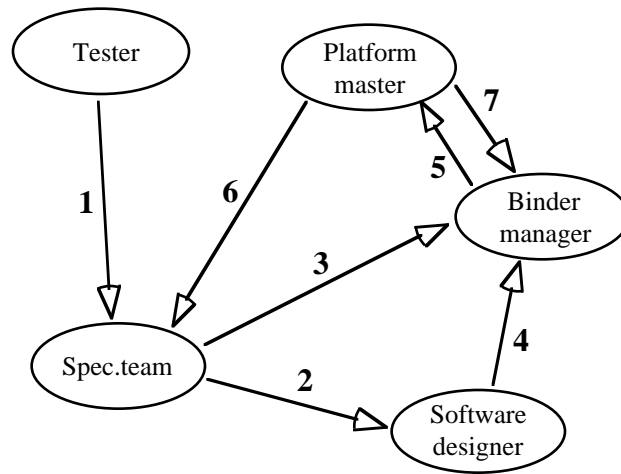 Tester
Platform
master
7
5
6
1
Binder
manager
3
4
Spec.team
2
Software
designer